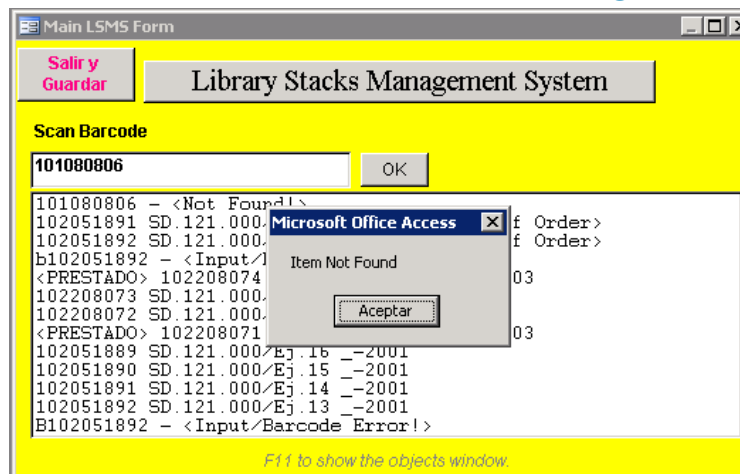 Main LSMS Form
Salir y
Guardar
Library Stacks Management System
Scan Barcode
101080806
OK
101080806 - <Not Found!>
102051891 SD.121.000 f Order>
102051892 SD.121.000 f Order>
b102051892 - <Input/
<PRESTADO> 102208074 03
102208073 SD.121.000
102208072 SD.121.000
<PRESTADO> 102208071 03
102051889 SD.121.000/Ej.16 _-2001
102051890 SD.121.000/Ej.15 _-2001
102051891 SD.121.000/Ej.14 _-2001
102051892 SD.121.000/Ej.13 _-2001
B102051892 - <Input/Barcode Error!>
Microsoft Office Access
Item Not Found
Aceptar
F11 to show the objects window.